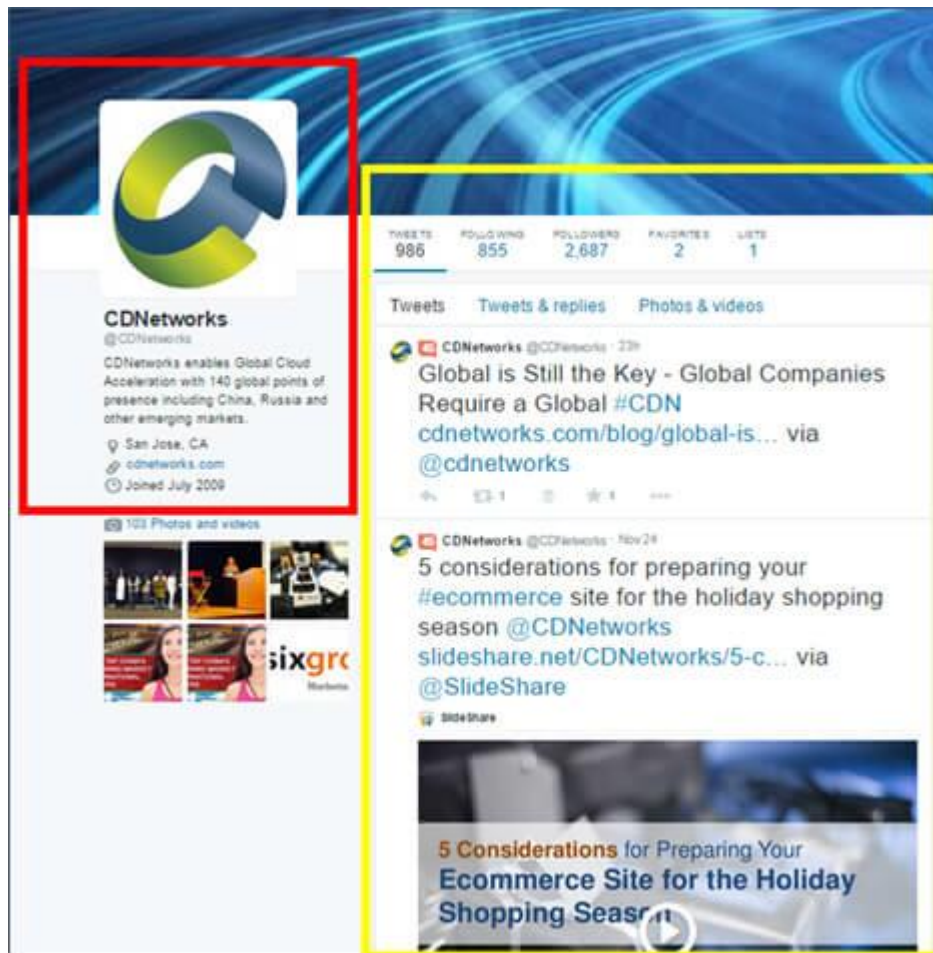 CDNetworks
@CDNetworks
CDNetworks enables Global Cloud
Acceleration with 140 global points of
presence including China, Russia and
other emerging markets.
San Jose, CA
cdnetworks.com
Joined July 2009
103 Photos and videos
sixgro
TWEETS FOLLOWING FOLLOWERS FAVORITES LISTS
986 855 2,687 2 1
Tweets Tweets & replies Photos & videos
CDNetworks @CDNetworks · 23h
Global is Still the Key - Global Companies
Require a Global #CDN
cdnetworks.com/blog/global-is... via
@cdnetworks
1 1
CDNetworks @CDNetworks · Nov 24
5 considerations for preparing your
#ecommerce site for the holiday shopping
season @CDNetworks
slideshare.net/CDNetworks/5-c... via
@SlideShare
SlideShare
5 Considerations for Preparing Your
Ecommerce Site for the Holiday
Shopping Season